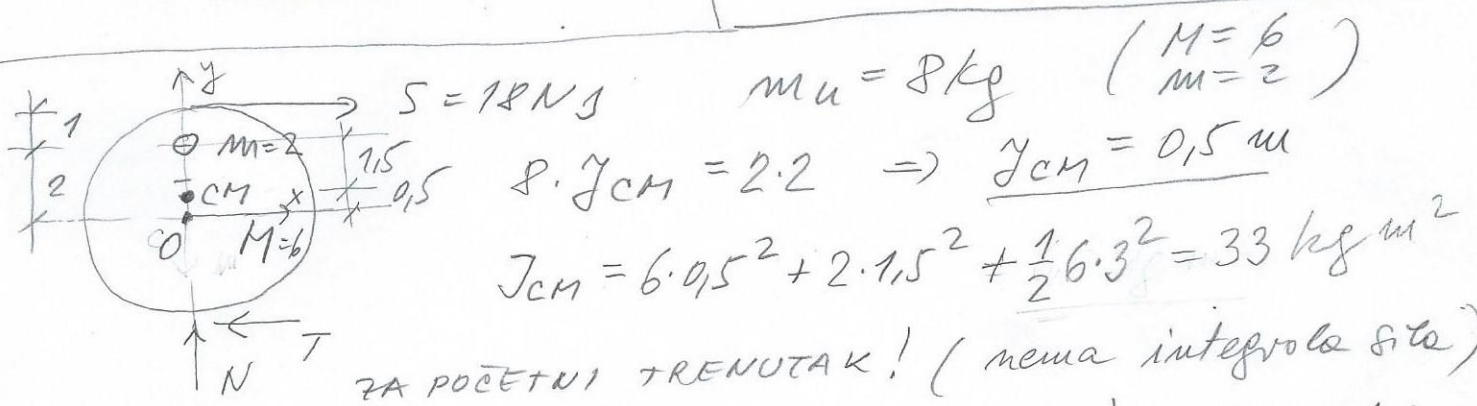 y
S = 18 Ns
m_u = 8 kg
( M = 6
m = 2 )
1
m = 2
1,5
2
CM
x
0,5
8 · y_CM = 2 · 2 ⇒ y_CM = 0,5 m
O
M = 6
J_CM = 6 · 0,5² + 2 · 1,5² + ½ 6 · 3² = 33 kg m²
T
N
ZA POČETNI TRENUTAK! ( nema integrala sila )